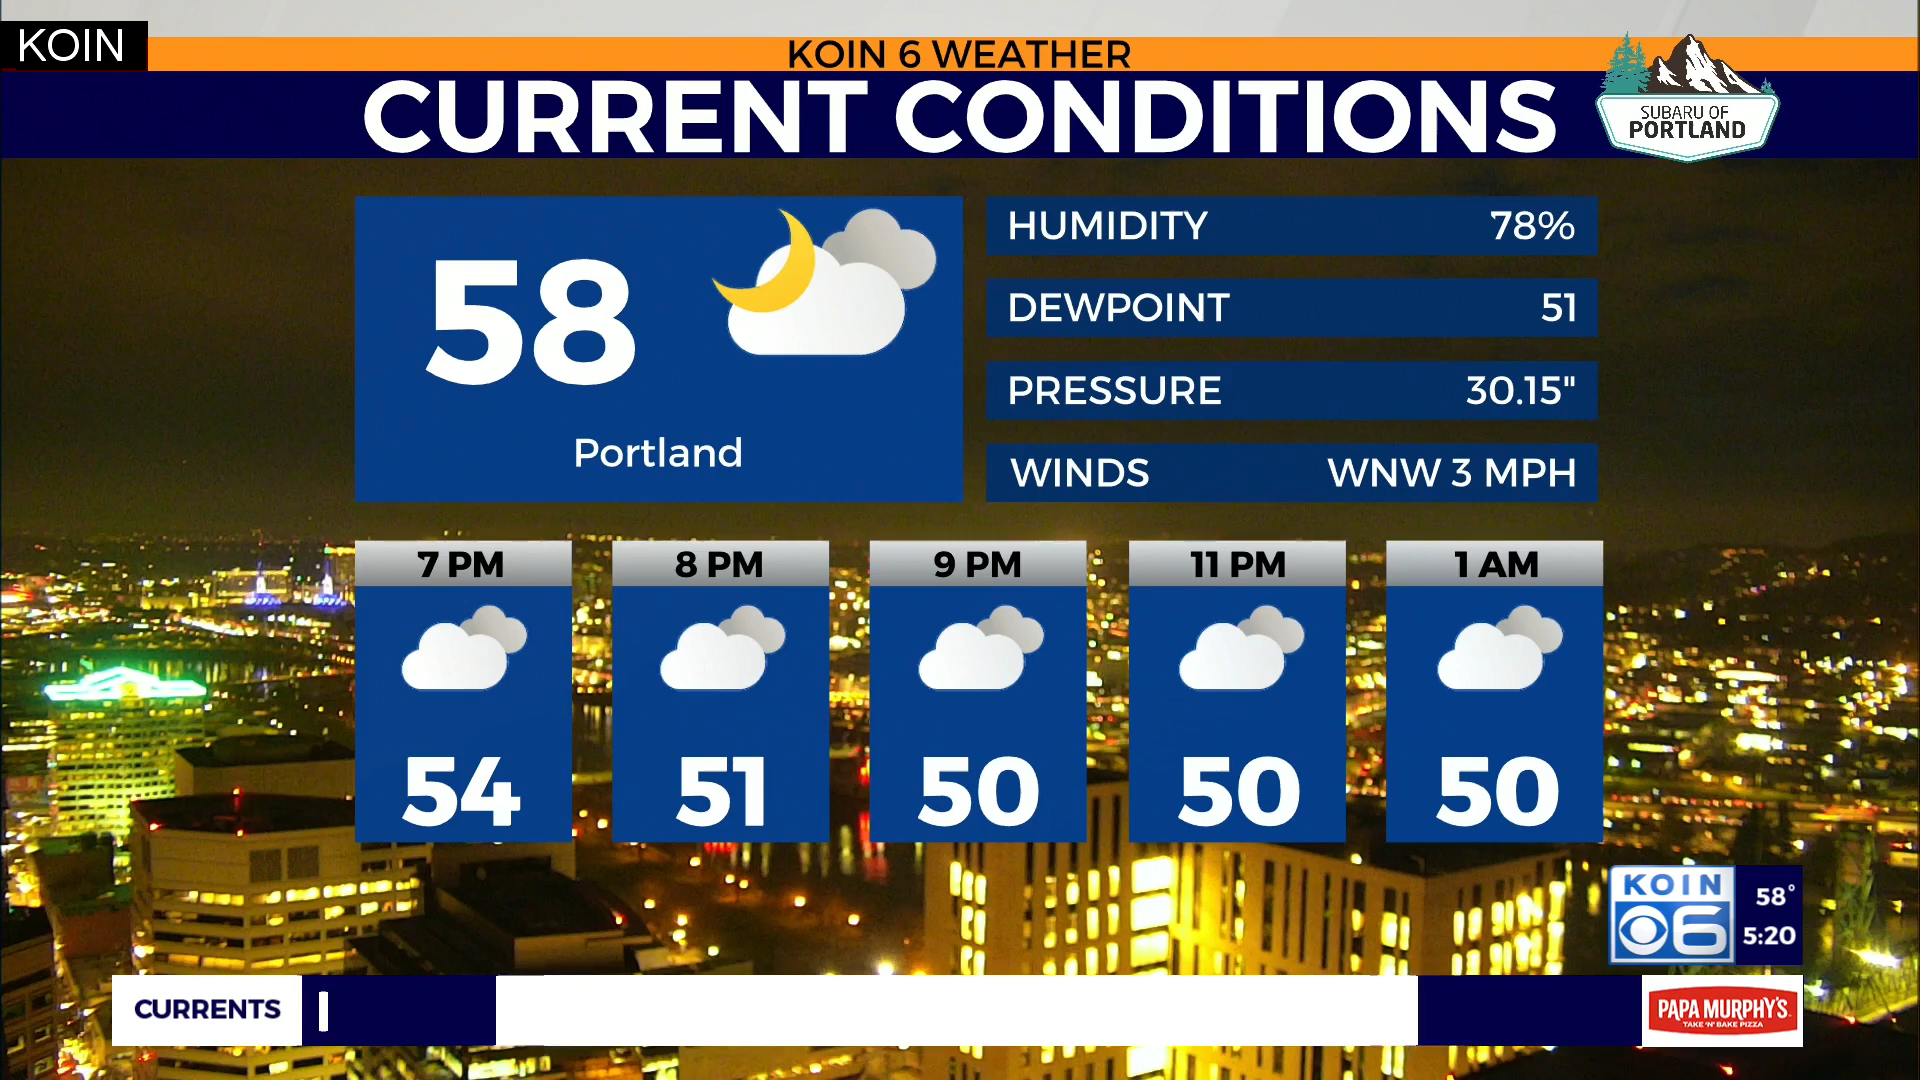 KOIN
KOIN 6 WEATHER
CURRENT CONDITIONS
SUBARU OF
PORTLAND
58
Portland
HUMIDITY 78%
DEWPOINT 51
PRESSURE 30.15"
WINDS WNW 3 MPH
7 PM 8 PM 9 PM 11 PM 1 AM
54 51 50 50 50
KOIN
6
58°
5:20
CURRENTS
PAPA MURPHY'S
TAKE 'N' BAKE PIZZA